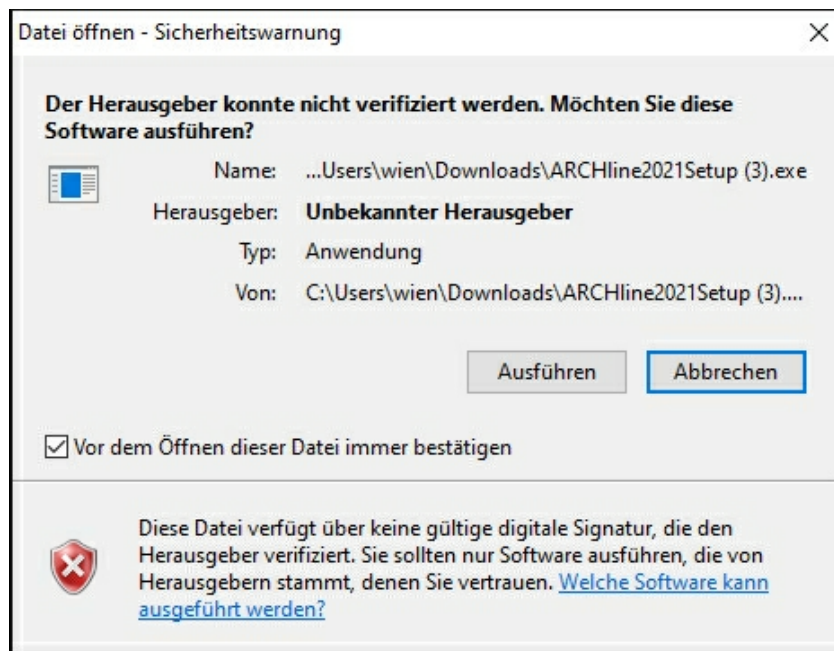 Datei öffnen - Sicherheitswarnung
Der Herausgeber konnte nicht verifiziert werden. Möchten Sie diese
Software ausführen?
Name: ...Users\wien\Downloads\ARCHline2021Setup (3).exe
Herausgeber: Unbekannter Herausgeber
Typ: Anwendung
Von: C:\Users\wien\Downloads\ARCHline2021Setup (3)....
Ausführen Abbrechen
Vor dem Öffnen dieser Datei immer bestätigen
Diese Datei verfügt über keine gültige digitale Signatur, die den
Herausgeber verifiziert. Sie sollten nur Software ausführen, die von
Herausgebern stammt, denen Sie vertrauen. Welche Software kann
ausgeführt werden?